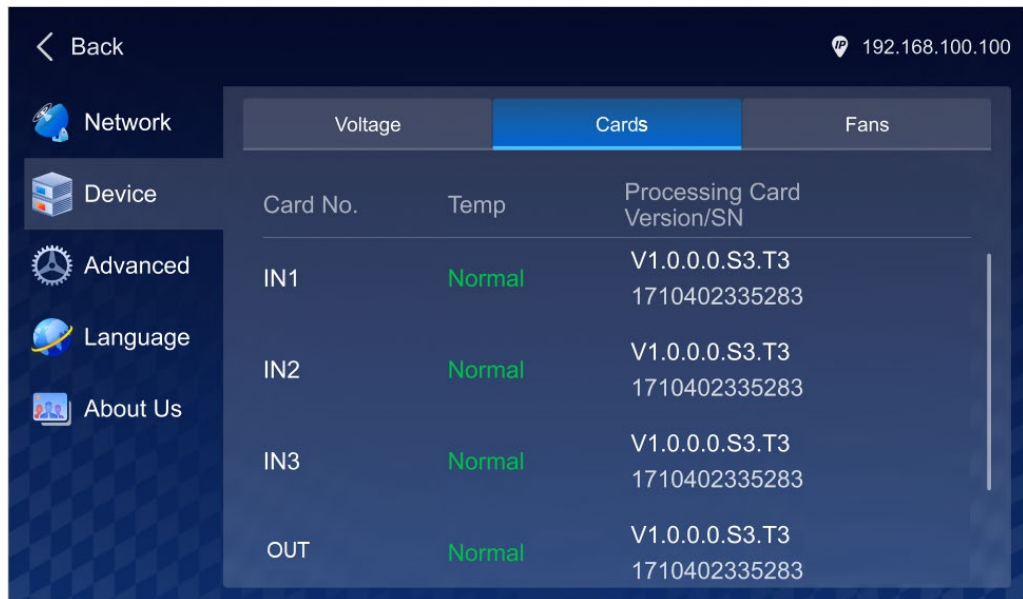 Back
IP 192.168.100.100
Network
Device
Advanced
Language
About Us
Voltage Cards Fans
Card No. Temp Processing Card
Version/SN
IN1 Normal V1.0.0.0.S3.T3
1710402335283
IN2 Normal V1.0.0.0.S3.T3
1710402335283
IN3 Normal V1.0.0.0.S3.T3
1710402335283
OUT Normal V1.0.0.0.S3.T3
1710402335283